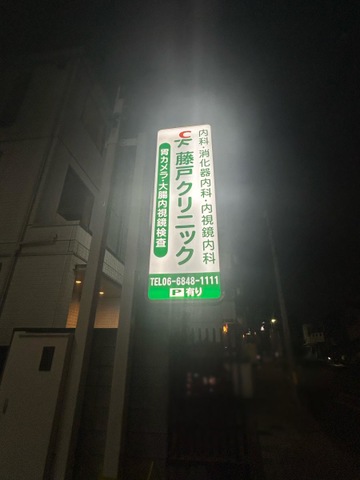 内科・消化器内科・内視鏡内科
藤戸クリニック
胃カメラ・大腸内視鏡検査
TEL06-6848-1111
P有り